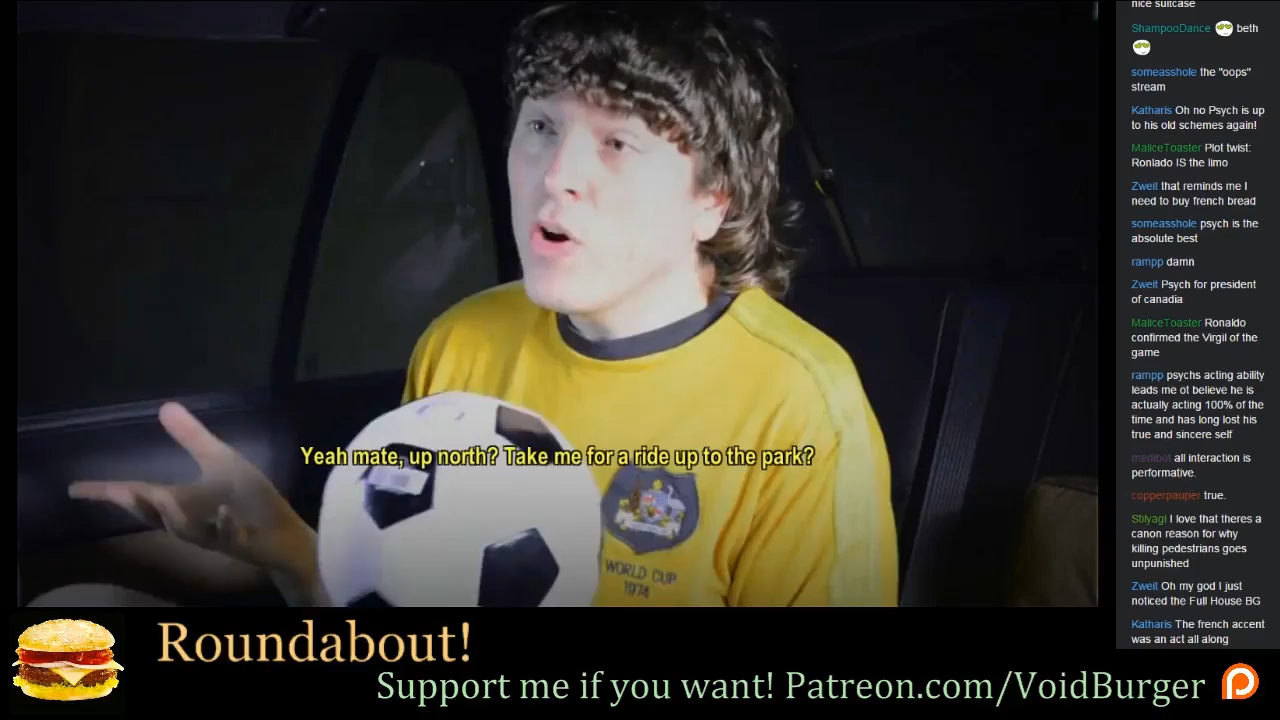 Yeah mate, up north? Take me for a ride up to the park?
WORLD CUP
1974
nice suitcase
ShampooDance beth
someasshole the "oops"
stream
Katharis Oh no Psych is up
to his old schemes again!
MaliceToaster Plot twist:
Ronlado IS the limo
Zweit that reminds me I
need to buy french bread
someasshole psych is the
absolute best
rampp damn
Zweit Psych for president
of canadia
MaliceToaster Ronaldo
confirmed the Virgil of the
game
rampp psychs acting ability
leads me ot believe he is
actually acting 100% of the
time and has long lost his
true and sincere self
medibot all interaction is
performative.
copperpauper true.
Stilyagi I love that theres a
canon reason for why
killing pedestrians goes
unpunished
Zweit Oh my god I just
noticed the Full House BG
Katharis The french accent
was an act all along
Roundabout!
Support me if you want! Patreon.com/VoidBurger